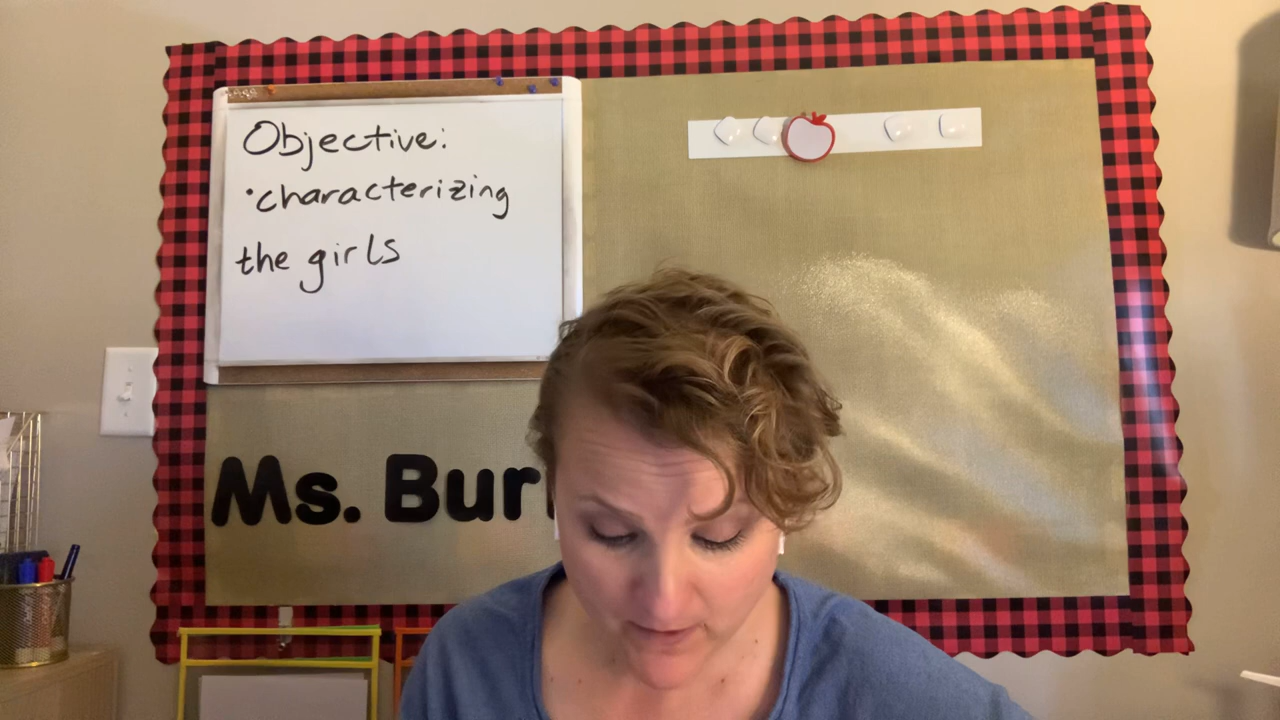 Objective:
·characterizing
the girls
Ms. Bur